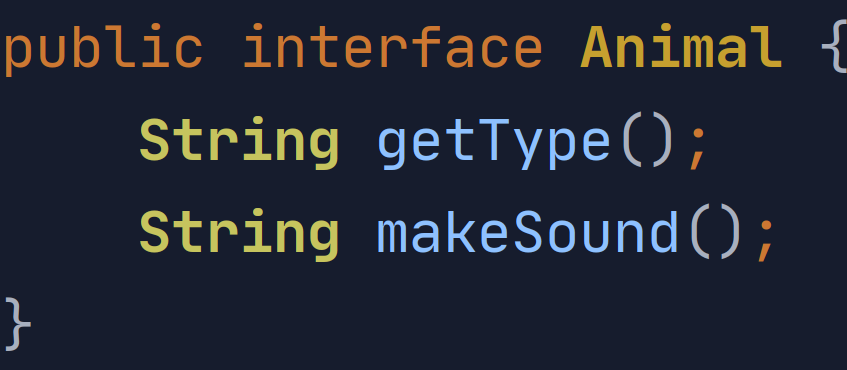 public interface Animal {
    String getType();
    String makeSound();
}